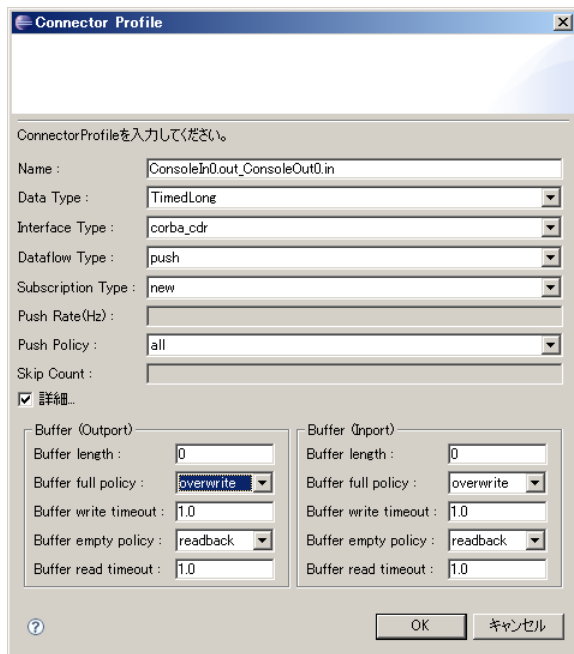 Connector Profile
ConnectorProfileを入力してください。
Name : ConsoleIn0.out_ConsoleOut0.in
Data Type : TimedLong
Interface Type : corba_cdr
Dataflow Type : push
Subscription Type : new
Push Rate(Hz) :
Push Policy : all
Skip Count :
詳細...
Buffer (Outport)
Buffer length : 0
Buffer full policy : overwrite
Buffer write timeout : 1.0
Buffer empty policy : readback
Buffer read timeout : 1.0
Buffer (Inport)
Buffer length : 0
Buffer full policy : overwrite
Buffer write timeout : 1.0
Buffer empty policy : readback
Buffer read timeout : 1.0
? OK キャンセル